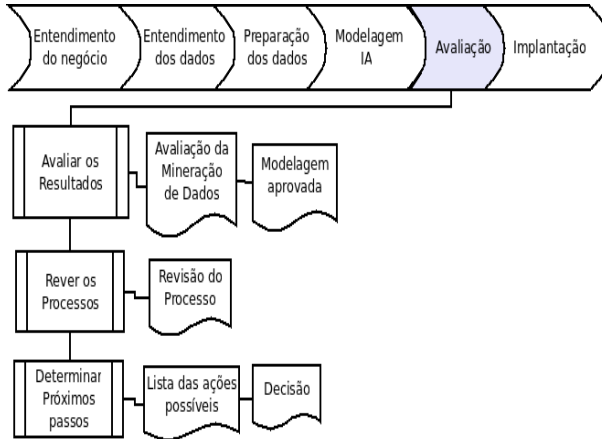 Entendimento
do negócio
Entendimento
dos dados
Preparação
dos dados
Modelagem
IA
Avaliação
Implantação
Avaliar os
Resultados
Avaliação da
Mineração
de Dados
Modelagem
aprovada
Rever os
Processos
Revisão do
Processo
Determinar
Próximos
passos
Lista das ações
possíveis
Decisão